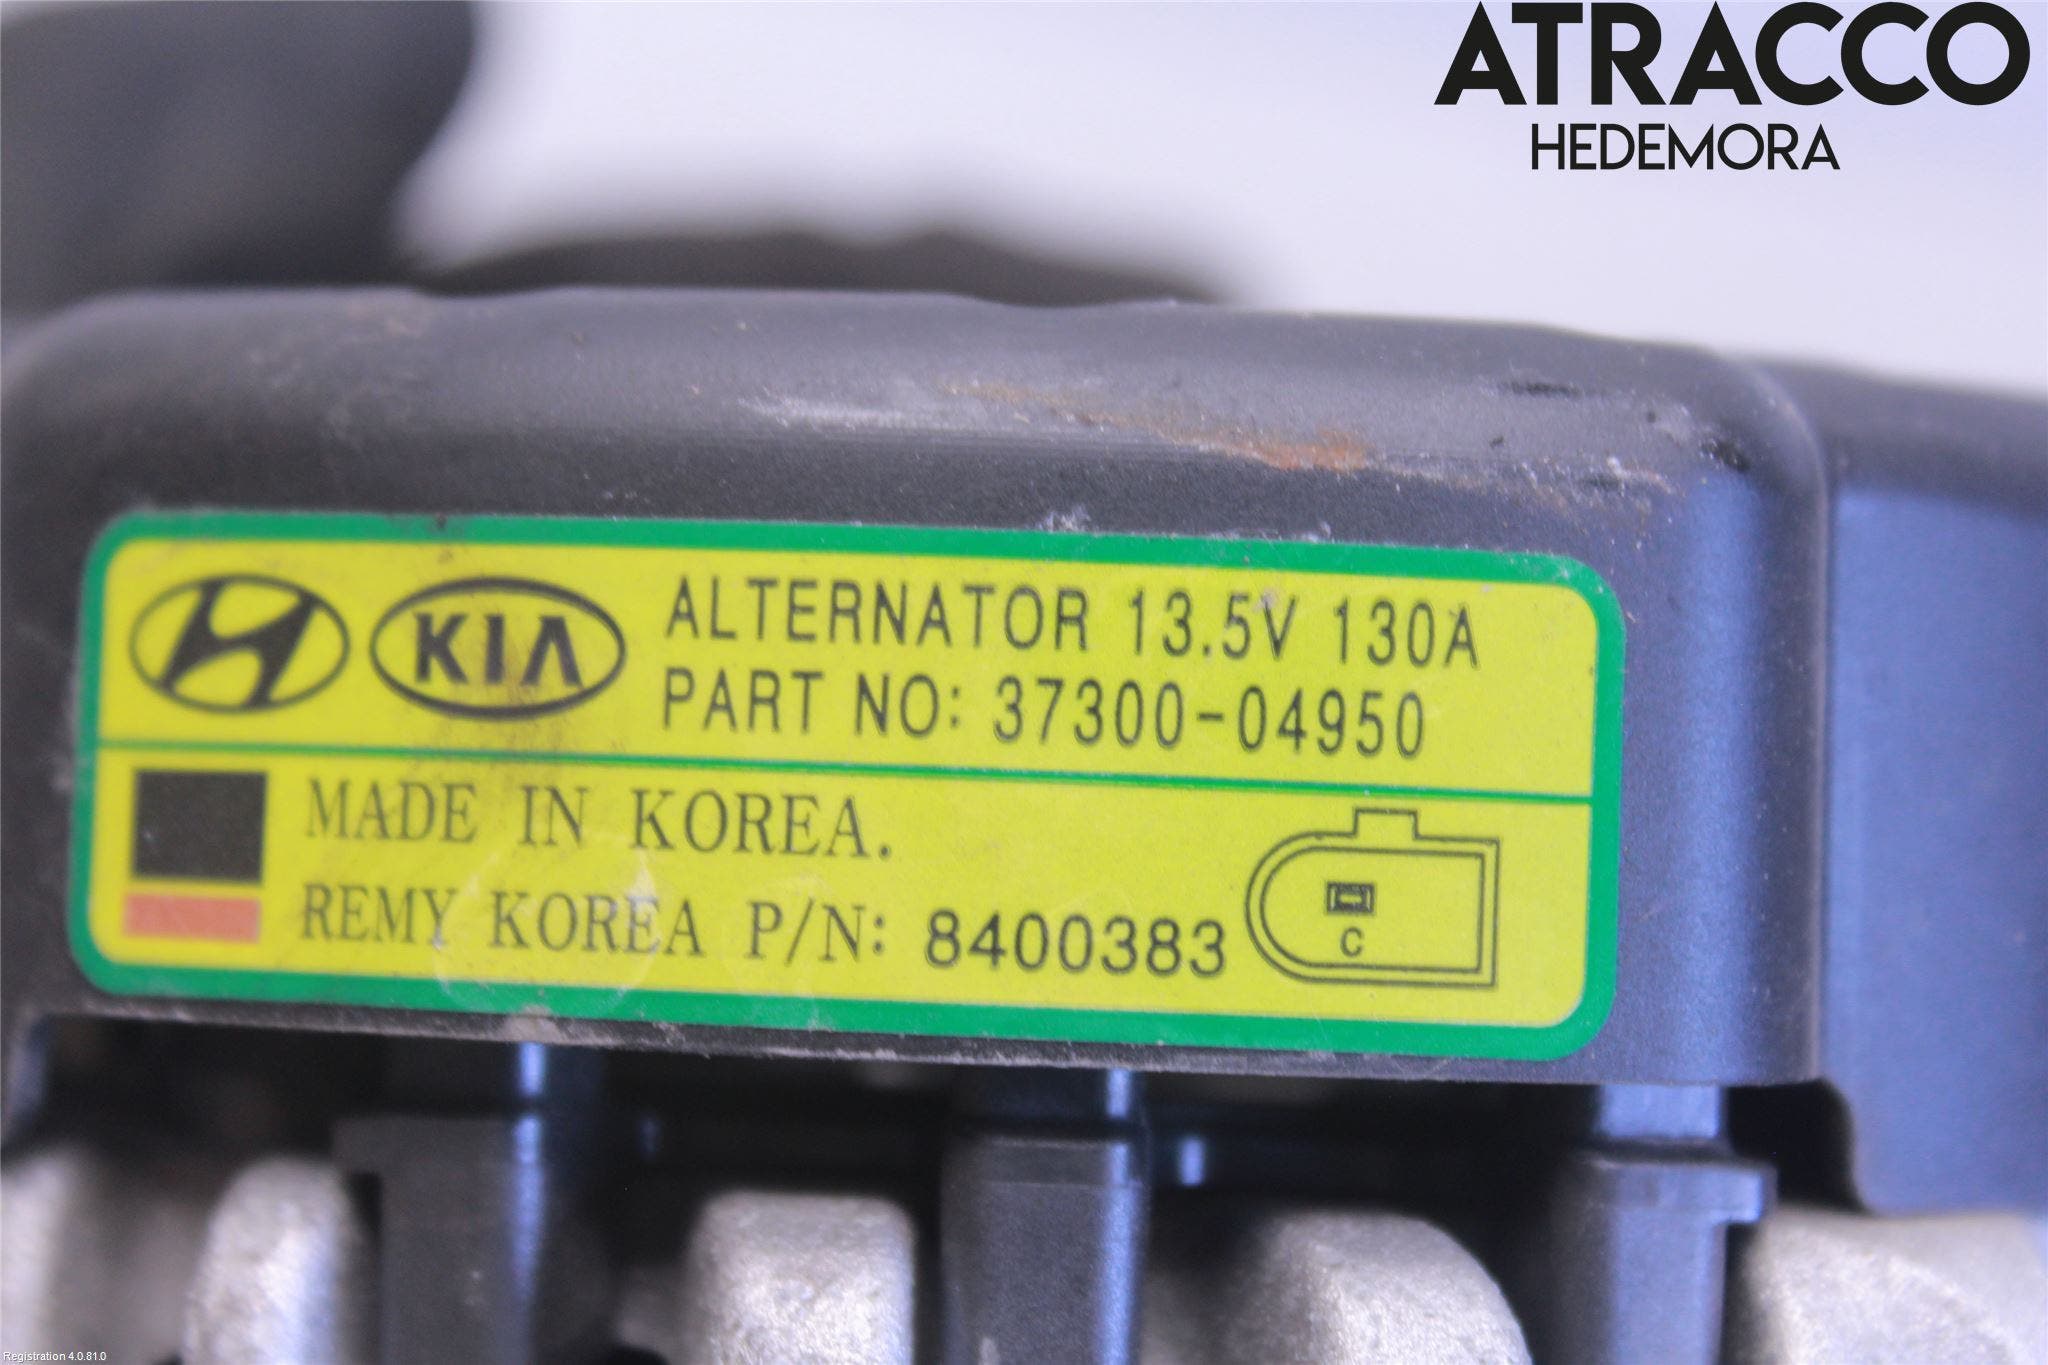 ATRACCO
HEDEMORA
KIA ALTERNATOR 13.5V 130A
PART NO: 37300-04950
MADE IN KOREA.
REMY KOREA P/N: 8400383
C
Registration 4.0.81.0